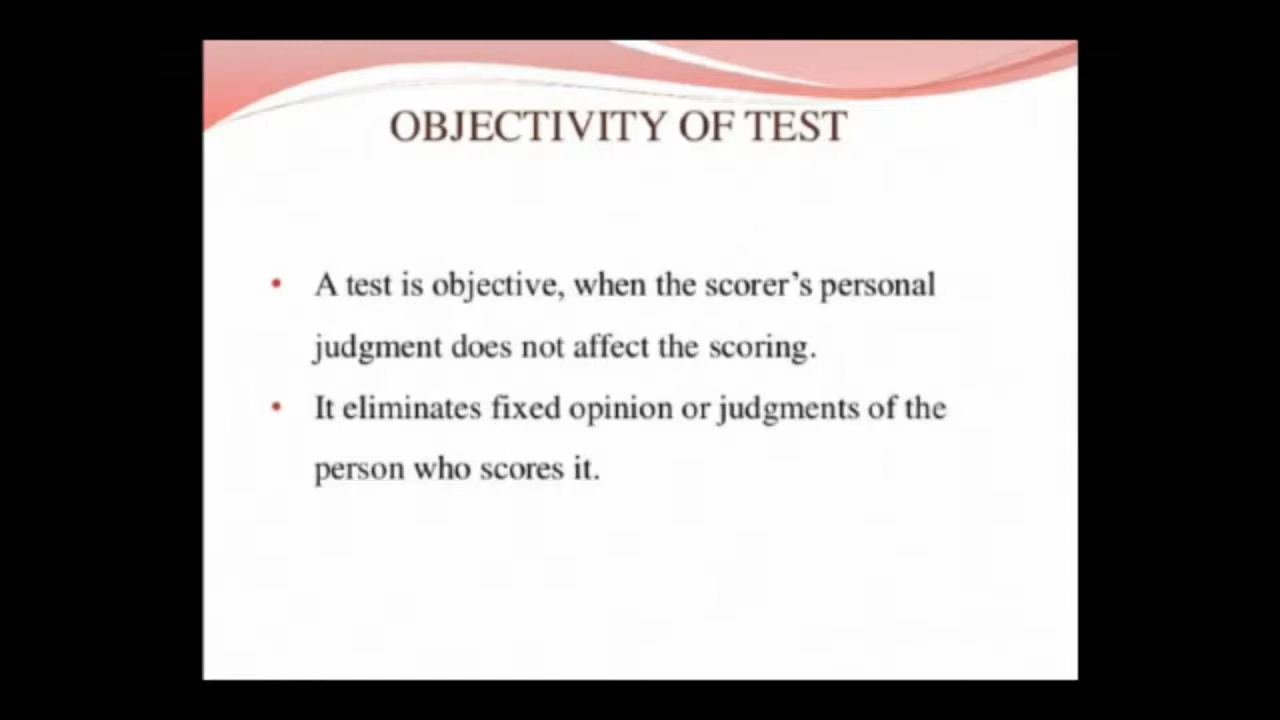 OBJECTIVITY OF TEST
• A test is objective, when the scorer’s personal
judgment does not affect the scoring.
• It eliminates fixed opinion or judgments of the
person who scores it.